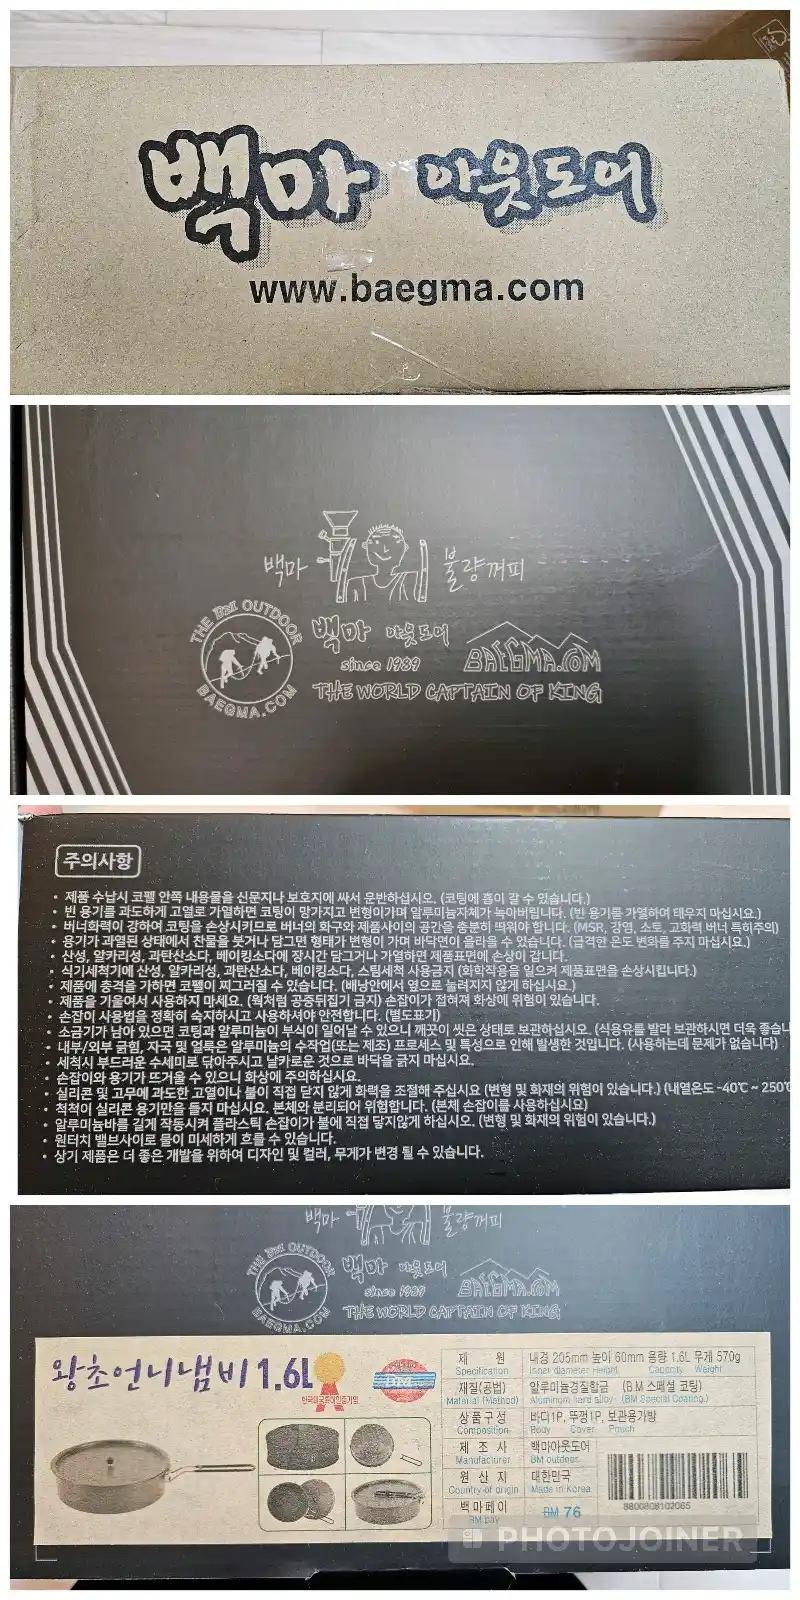 백마 아웃도어
www.baegma.com
백마 불량꺼피
THE BM OUTDOOR
BAEGMA.COM
백마 아웃도어
since 1989
BAEGMA.COM
THE WORLD CAPTAIN OF KING
주의사항
• 제품 수납시 코펠 안쪽 내용물을 신문지나 보호지에 싸서 운반하십시오. (코팅에 흠이 갈 수 있습니다.)
• 빈 용기를 과도하게 고열로 가열하면 코팅이 망가지고 변형이가며 알루미늄자체가 녹아버립니다. (빈 용기를 가열하여 태우지 마십시요.)
• 버너화력이 강하여 코팅을 손상시키므로 버너의 화구와 제품사이의 공간을 충분히 띄워야 합니다. (MSR, 강염, 소토, 고화력 버너 특히주의)
• 용기가 과열된 상태에서 찬물을 붓거나 담그면 형태가 변형이 가며 바닥면이 올라올 수 있습니다. (급격한 온도 변화를 주지 마십시요.)
• 산성, 알카리성, 과탄산소다, 베이킹소다에 장시간 담그거나 가열하면 제품표면에 손상이 갑니다.
• 식기세척기에 산성, 알카리성, 과탄산소다, 베이킹소다, 스팀세척 사용금지 (화학작용을 일으켜 제품표면을 손상시킵니다.)
• 제품에 충격을 가하면 코펠이 찌그러질 수 있습니다. (배낭안에서 옆으로 눌려지지 않게 하십시요.)
• 제품을 기울여서 사용하지 마세요. (웍처럼 공중뒤집기 금지) 손잡이가 접혀져 화상에 위험이 있습니다.
• 손잡이 사용법을 정확히 숙지하시고 사용하셔야 안전합니다. (별도표기)
• 소금기가 남아 있으면 코팅과 알루미늄이 부식이 일어날 수 있으니 깨끗이 씻은 상태로 보관하십시오. (식용유를 발라 보관하시면 더욱 좋습니
• 내부/외부 긁힘, 자국 및 얼룩은 알루미늄의 수작업(또는 제조) 프로세스 및 특성으로 인해 발생한 것입니다. (사용하는데 문제가 없습니다)
• 세척시 부드러운 수세미로 닦아주시고 날카로운 것으로 바닥을 긁지 마십시요.
• 손잡이와 용기가 뜨거울 수 있으니 화상에 주의하십시요.
• 실리콘 및 고무에 과도한 고열이나 불이 직접 닫지 않게 화력을 조절해 주십시요 (변형 및 화재의 위험이 있습니다.) (내열온도 -40℃ ~ 250℃
• 척척이 실리콘 용기만을 들지 마십시요. 본체와 분리되어 위험합니다. (본체 손잡이를 사용하십시요)
• 알루미늄바를 길게 작동시켜 플라스틱 손잡이가 불에 직접 닿지않게 하십시오. (변형 및 화재의 위험이 있습니다.)
• 원터치 밸브사이로 물이 미세하게 흐를 수 있습니다.
• 상기 제품은 더 좋은 개발을 위하여 디자인 및 컬러, 무게가 변경 될 수 있습니다.
백마 불량꺼피
THE BM OUTDOOR
BAEGMA.COM
백마 아웃도어
since 1989
BAEGMA.COM
THE WORLD CAPTAIN OF KING
왕초언니냄비 1.6L
한국미국특허인증기업
제 원 내경 205mm 높이 60mm 용량 1.6L 무게 570g
Specification Inner diameter Height Capacity Weight
재질(공법) 알루미늄경질합금 (B.M 스페셜 코팅)
Material (Method) Aluminum hard alloy (BM Special Coating.)
상품구성 바디1P, 뚜껑1P, 보관용가방
Composition Body Cover Pouch
제 조 사 백마아웃도어
Manufacturer BM outdoor
원 산 지 대한민국
Country of origin Made in Korea
백마페이 BM 76
BM pay
8800808102065
PHOTOJOINER